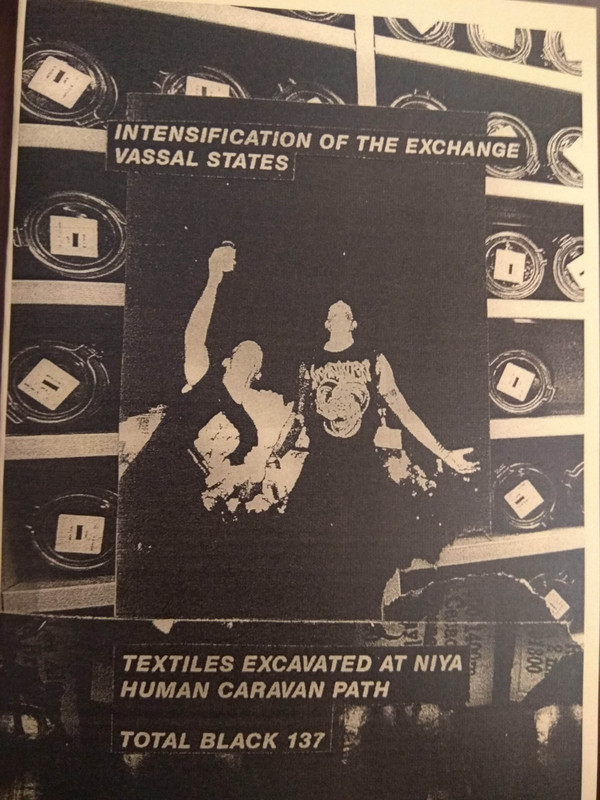 INTENSIFICATION OF THE EXCHANGE
VASSAL STATES
TEXTILES EXCAVATED AT NIYA
HUMAN CARAVAN PATH
TOTAL BLACK 137